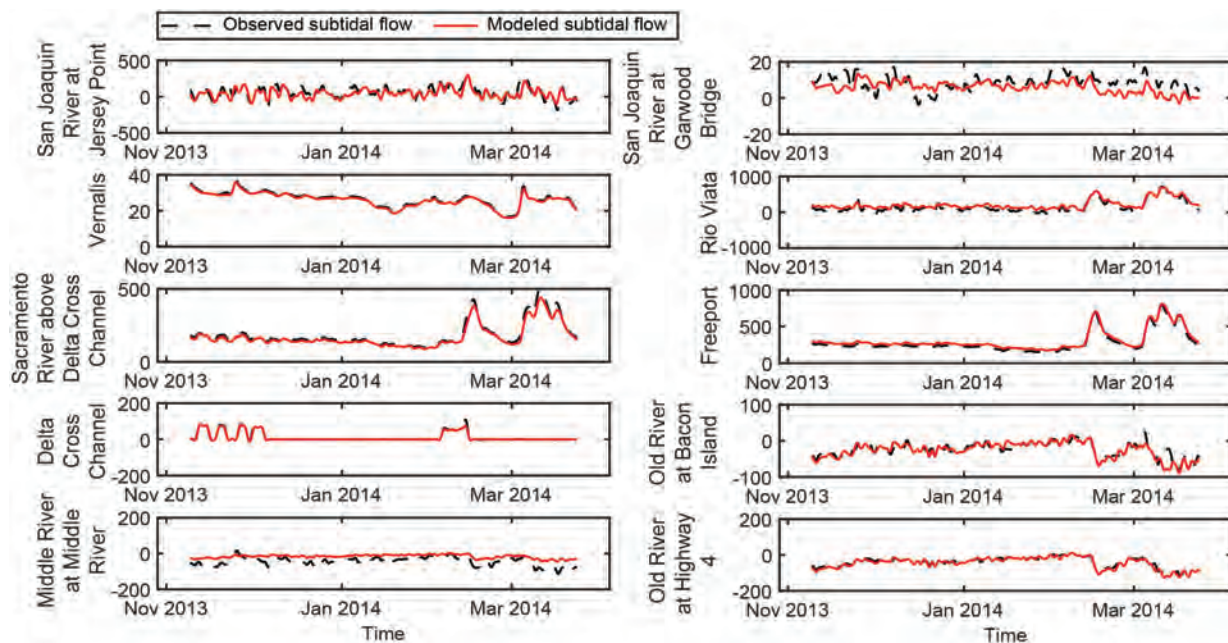 Observed subtidal flow
Modeled subtidal flow
San Joaquin
River at
Jersey Point
500
0
-500
Nov 2013
Jan 2014
Mar 2014
Vernalis
40
20
0
Nov 2013
Jan 2014
Mar 2014
Sacramento
River above
Delta Cross
Channel
500
0
Nov 2013
Jan 2014
Mar 2014
Delta
Cross
Channel
200
0
-200
Nov 2013
Jan 2014
Mar 2014
Middle River
at Middle
River
200
0
-200
Nov 2013
Jan 2014
Mar 2014
Time
San Joaquin
River at
Garwood
Bridge
20
0
-20
Nov 2013
Jan 2014
Mar 2014
Rio Viata
1000
0
-1000
Nov 2013
Jan 2014
Mar 2014
Freeport
1000
500
0
Nov 2013
Jan 2014
Mar 2014
Old River
at Bacon
Island
100
0
-100
Nov 2013
Jan 2014
Mar 2014
Old River
at Highway
4
200
0
-200
Nov 2013
Jan 2014
Mar 2014
Time